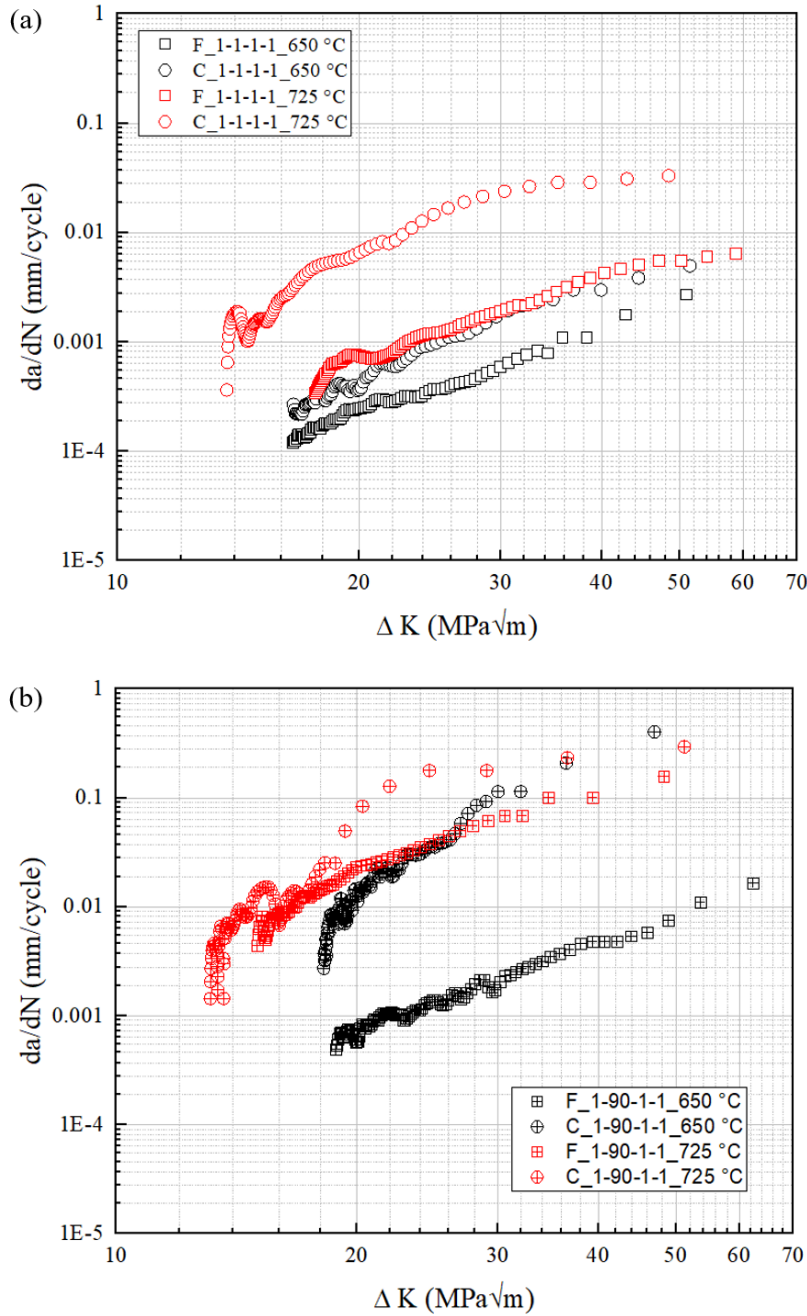 (a)
F_1-1-1-1_650 °C
C_1-1-1-1_650 °C
F_1-1-1-1_725 °C
C_1-1-1-1_725 °C
1
0.1
0.01
0.001
1E-4
1E-5
da/dN (mm/cycle)
10 20 30 40 50 60 70
Δ K (MPa√m)
(b)
1
0.1
0.01
0.001
1E-4
1E-5
da/dN (mm/cycle)
F_1-90-1-1_650 °C
C_1-90-1-1_650 °C
F_1-90-1-1_725 °C
C_1-90-1-1_725 °C
10 20 30 40 50 60 70
Δ K (MPa√m)